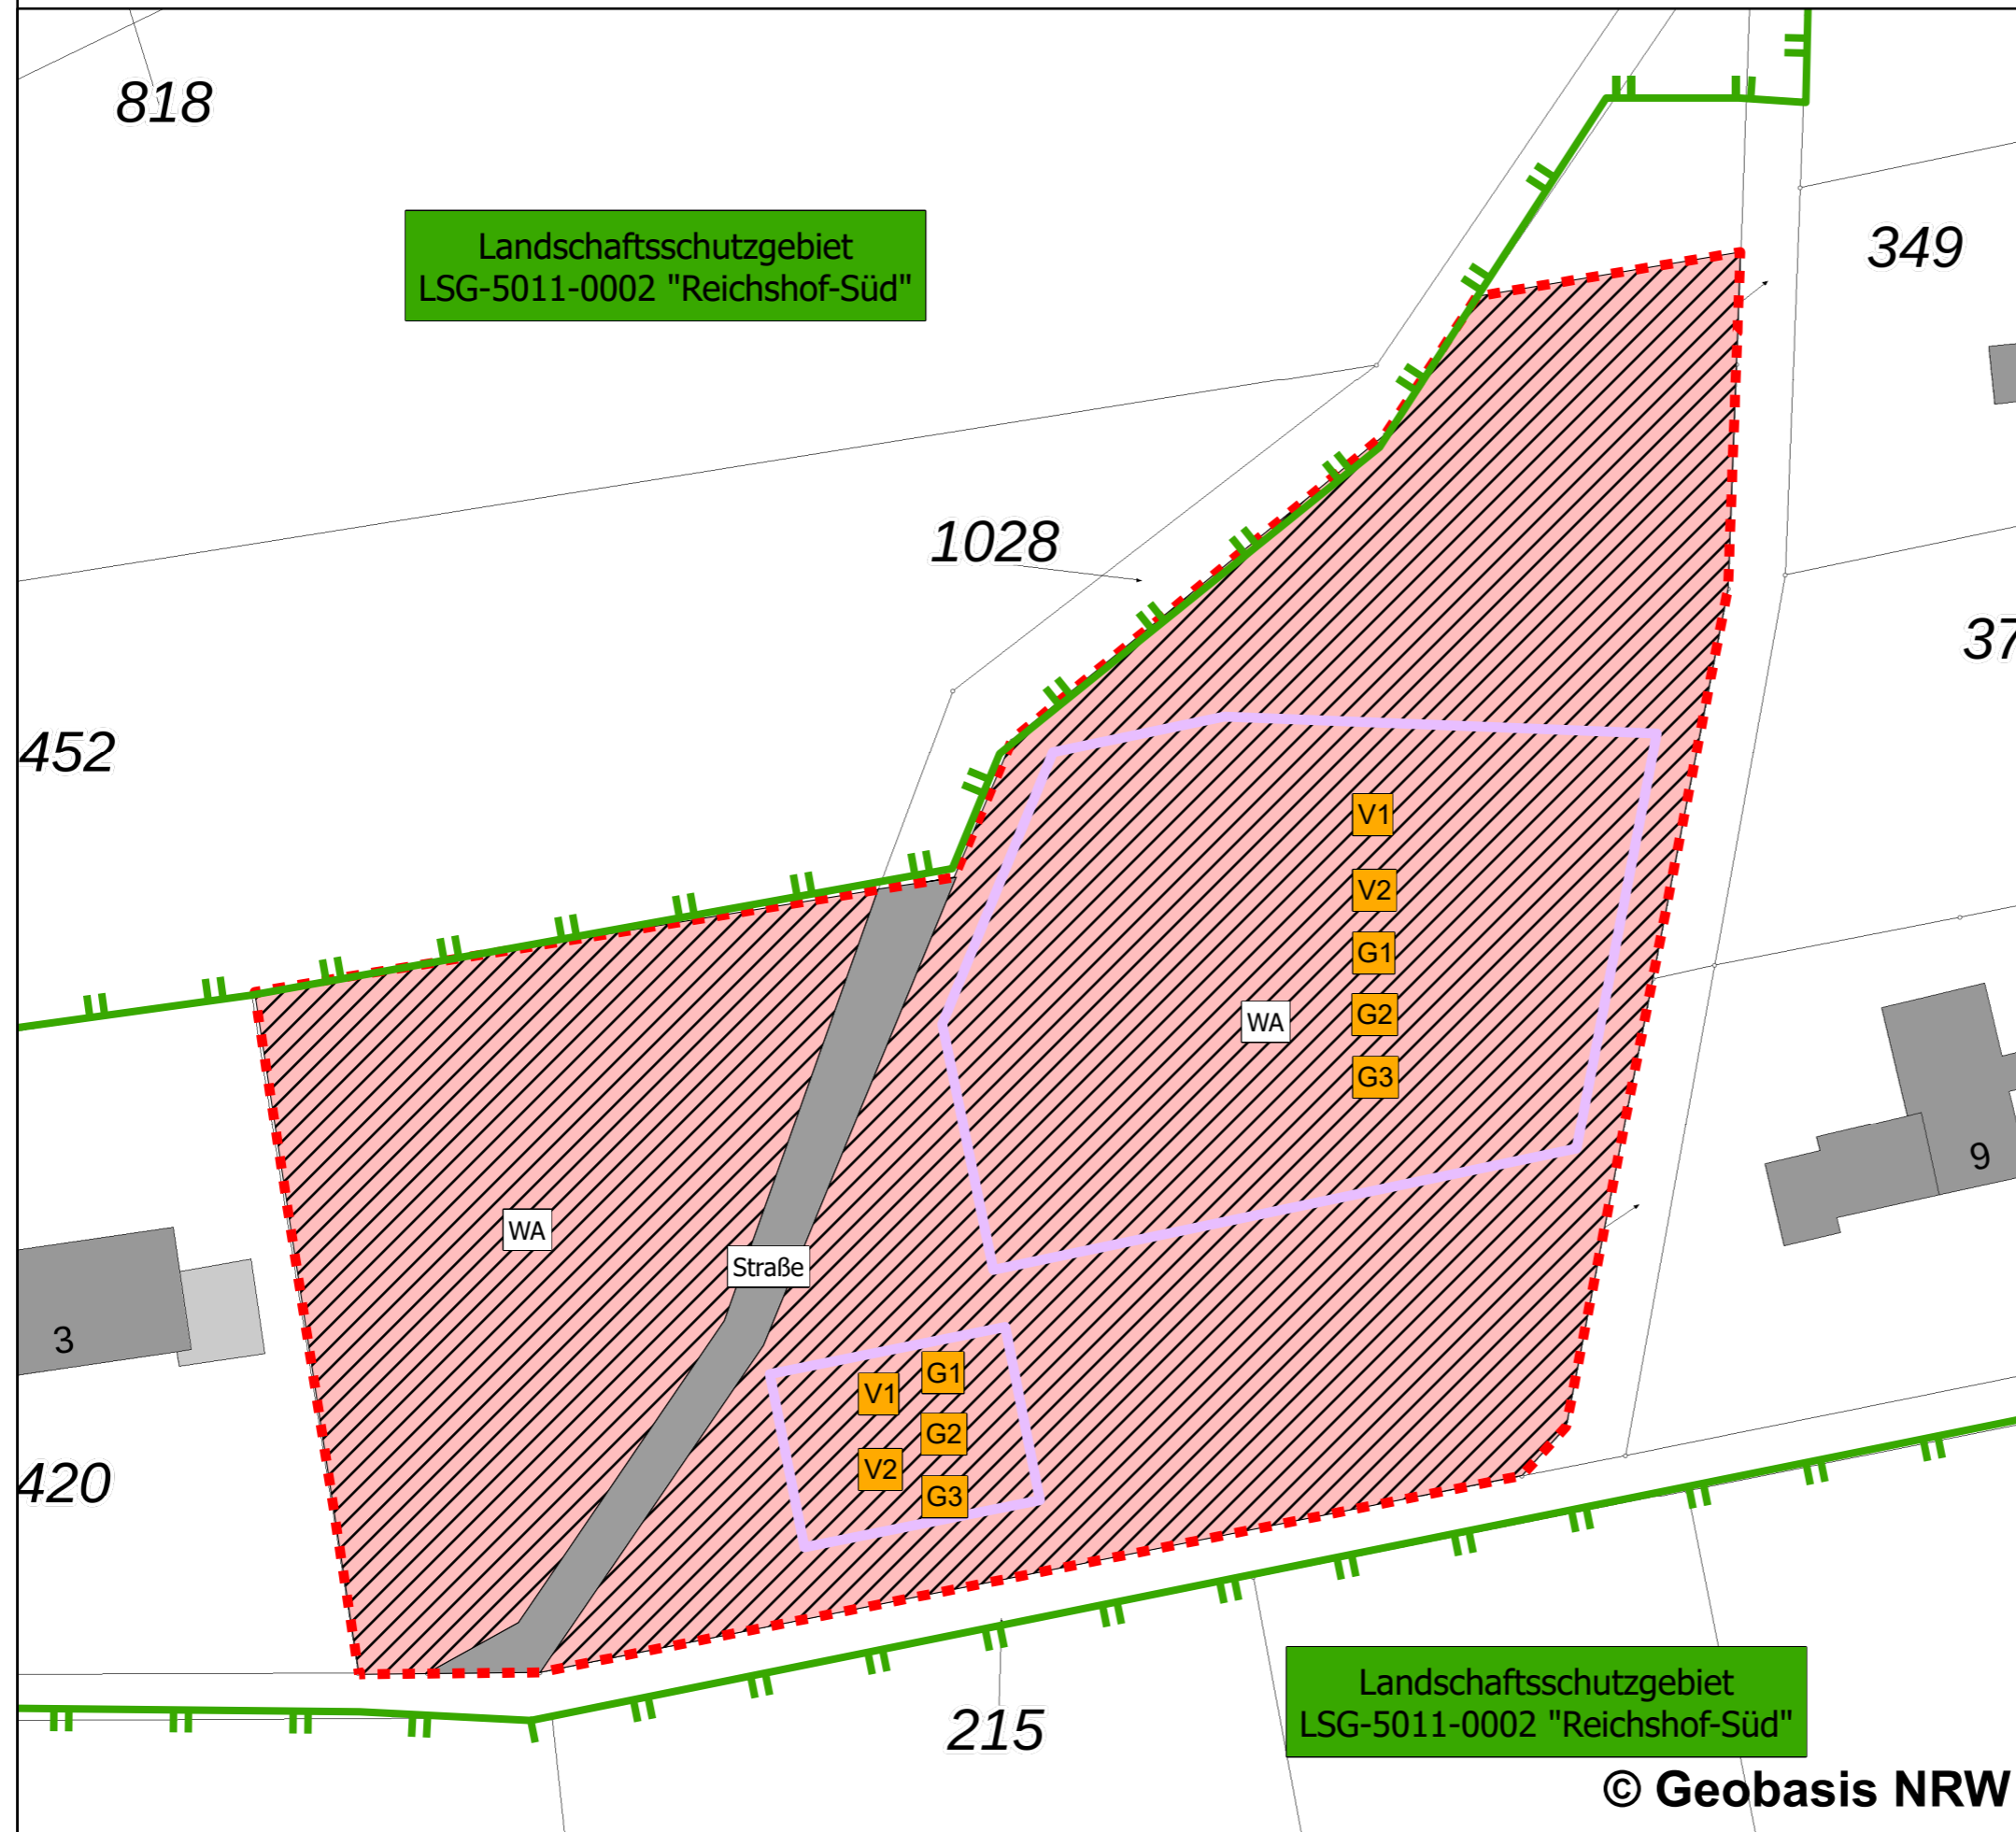 818
Landschaftsschutzgebiet
LSG-5011-0002 "Reichshof-Süd"
349
1028
37
452
V1
V2
G1
G2
WA
G3
9
WA
Straße
3
G1
V1
G2
V2
G3
420
Landschaftsschutzgebiet
LSG-5011-0002 "Reichshof-Süd"
215
© Geobasis NRW